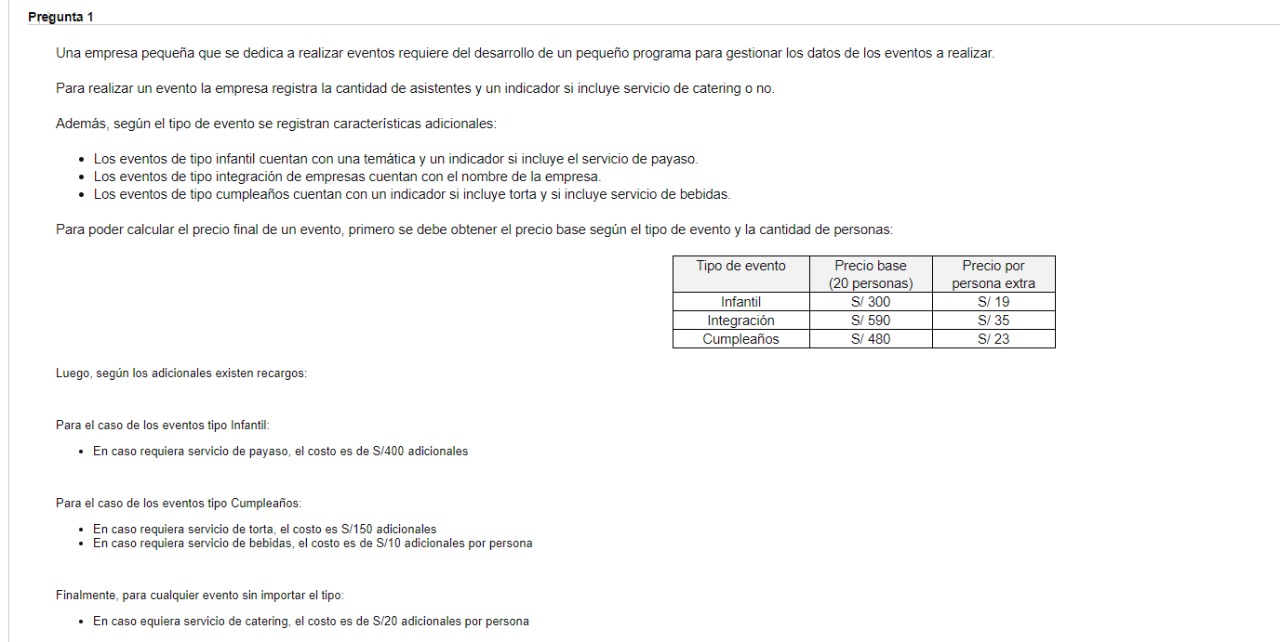 Pregunta 1
Una empresa pequeña que se dedica a realizar eventos requiere del desarrollo de un pequeño programa para gestionar los datos de los eventos a realizar.
Para realizar un evento la empresa registra la cantidad de asistentes y un indicador si incluye servicio de catering o no.
Además, según el tipo de evento se registran características adicionales:
• Los eventos de tipo infantil cuentan con una temática y un indicador si incluye el servicio de payaso.
• Los eventos de tipo integración de empresas cuentan con el nombre de la empresa.
• Los eventos de tipo cumpleaños cuentan con un indicador si incluye torta y si incluye servicio de bebidas.
Para poder calcular el precio final de un evento, primero se debe obtener el precio base según el tipo de evento y la cantidad de personas:
Tipo de evento Precio base Precio por
(20 personas) persona extra
Infantil S/ 300 S/ 19
Integración S/ 590 S/ 35
Cumpleaños S/ 480 S/ 23
Luego, según los adicionales existen recargos:
Para el caso de los eventos tipo Infantil:
• En caso requiera servicio de payaso, el costo es de S/400 adicionales
Para el caso de los eventos tipo Cumpleaños:
• En caso requiera servicio de torta, el costo es S/150 adicionales
• En caso requiera servicio de bebidas, el costo es de S/10 adicionales por persona
Finalmente, para cualquier evento sin importar el tipo:
• En caso equiera servicio de catering, el costo es de S/20 adicionales por persona